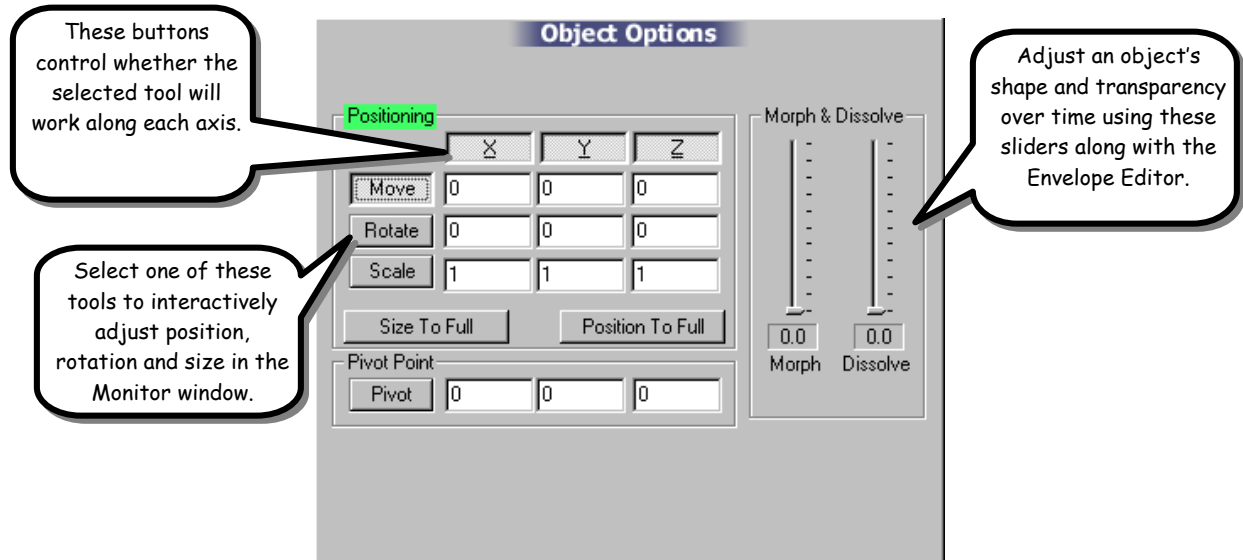 These buttons
control whether the
selected tool will
work along each axis.
Object Options
Adjust an object's
shape and transparency
over time using these
sliders along with the
Envelope Editor.
Positioning
X Y Z
Move 0 0 0
Rotate 0 0 0
Scale 1 1 1
Size To Full Position To Full
Select one of these
tools to interactively
adjust position,
rotation and size in the
Monitor window.
Pivot Point
Pivot 0 0 0
Morph & Dissolve
0.0 0.0
Morph Dissolve